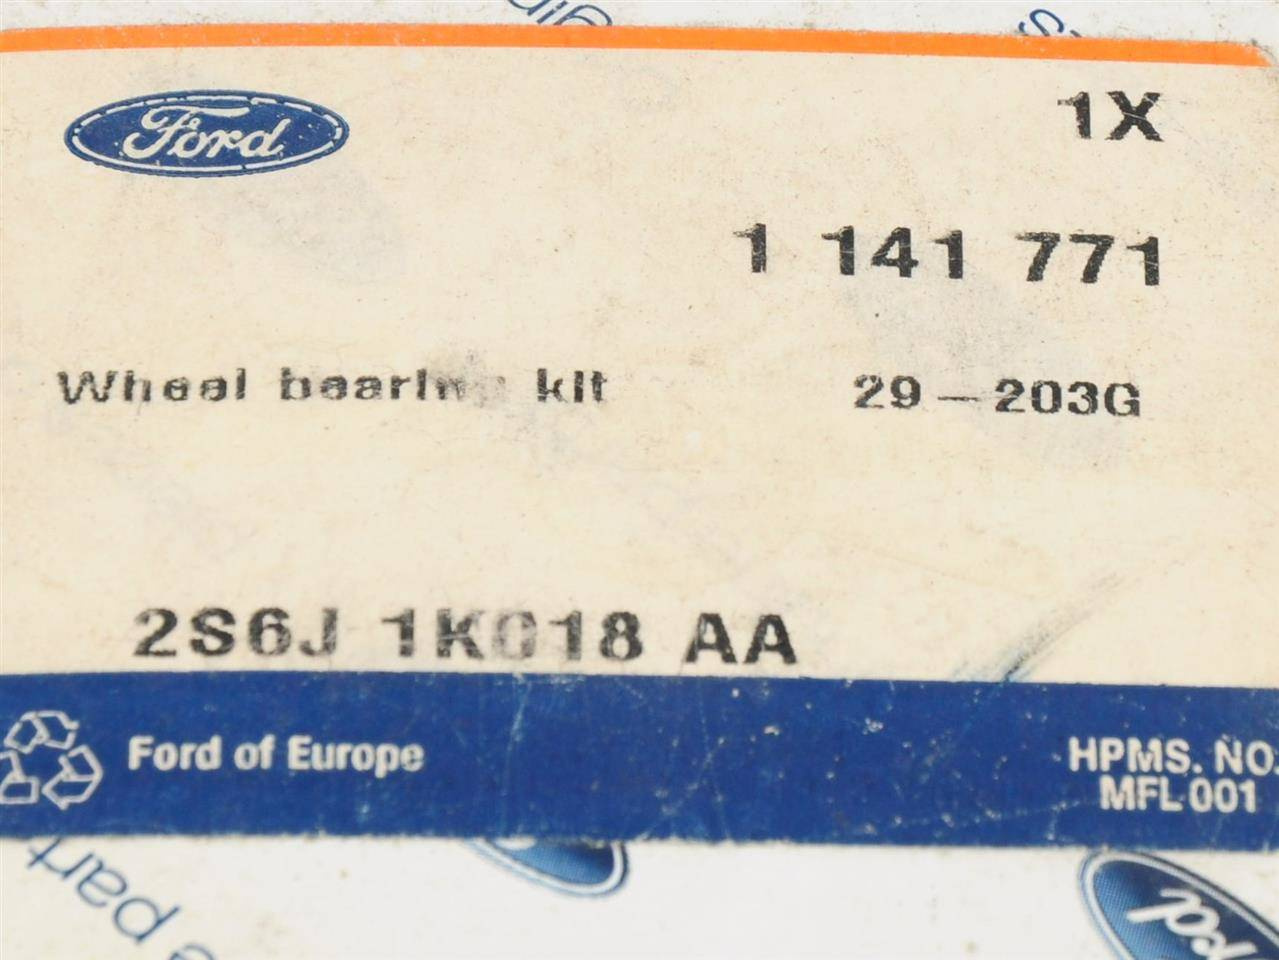 Ford
1X
1 141 771
Wheel bearing kit 29-203G
2S6J 1K018 AA
Ford of Europe
HPMS. NO.
MFL 001